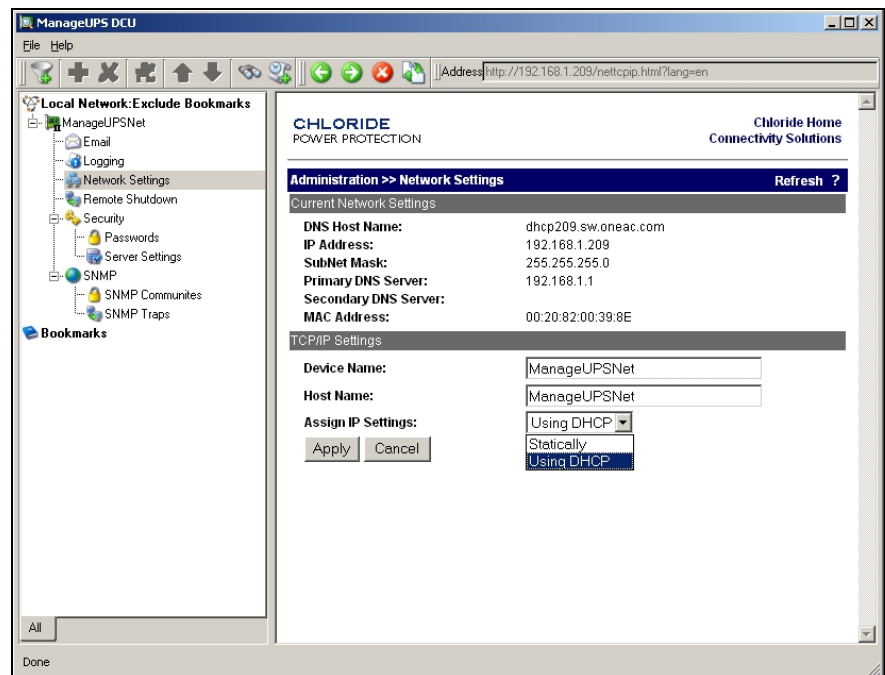 ManageUPS DCU
File Help
Address http://192.168.1.209/nettcpip.html?lang=en
Local Network:Exclude Bookmarks
ManageUPSNet
Email
Logging
Network Settings
Remote Shutdown
Security
Passwords
Server Settings
SNMP
SNMP Communites
SNMP Traps
Bookmarks
All
CHLORIDE
POWER PROTECTION
Chloride Home
Connectivity Solutions
Administration >> Network Settings Refresh ?
Current Network Settings
DNS Host Name: dhcp209.sw.oneac.com
IP Address: 192.168.1.209
SubNet Mask: 255.255.255.0
Primary DNS Server: 192.168.1.1
Secondary DNS Server:
MAC Address: 00:20:82:00:39:8E
TCP/IP Settings
Device Name: ManageUPSNet
Host Name: ManageUPSNet
Assign IP Settings: Using DHCP
Statically
Using DHCP
Apply Cancel
Done